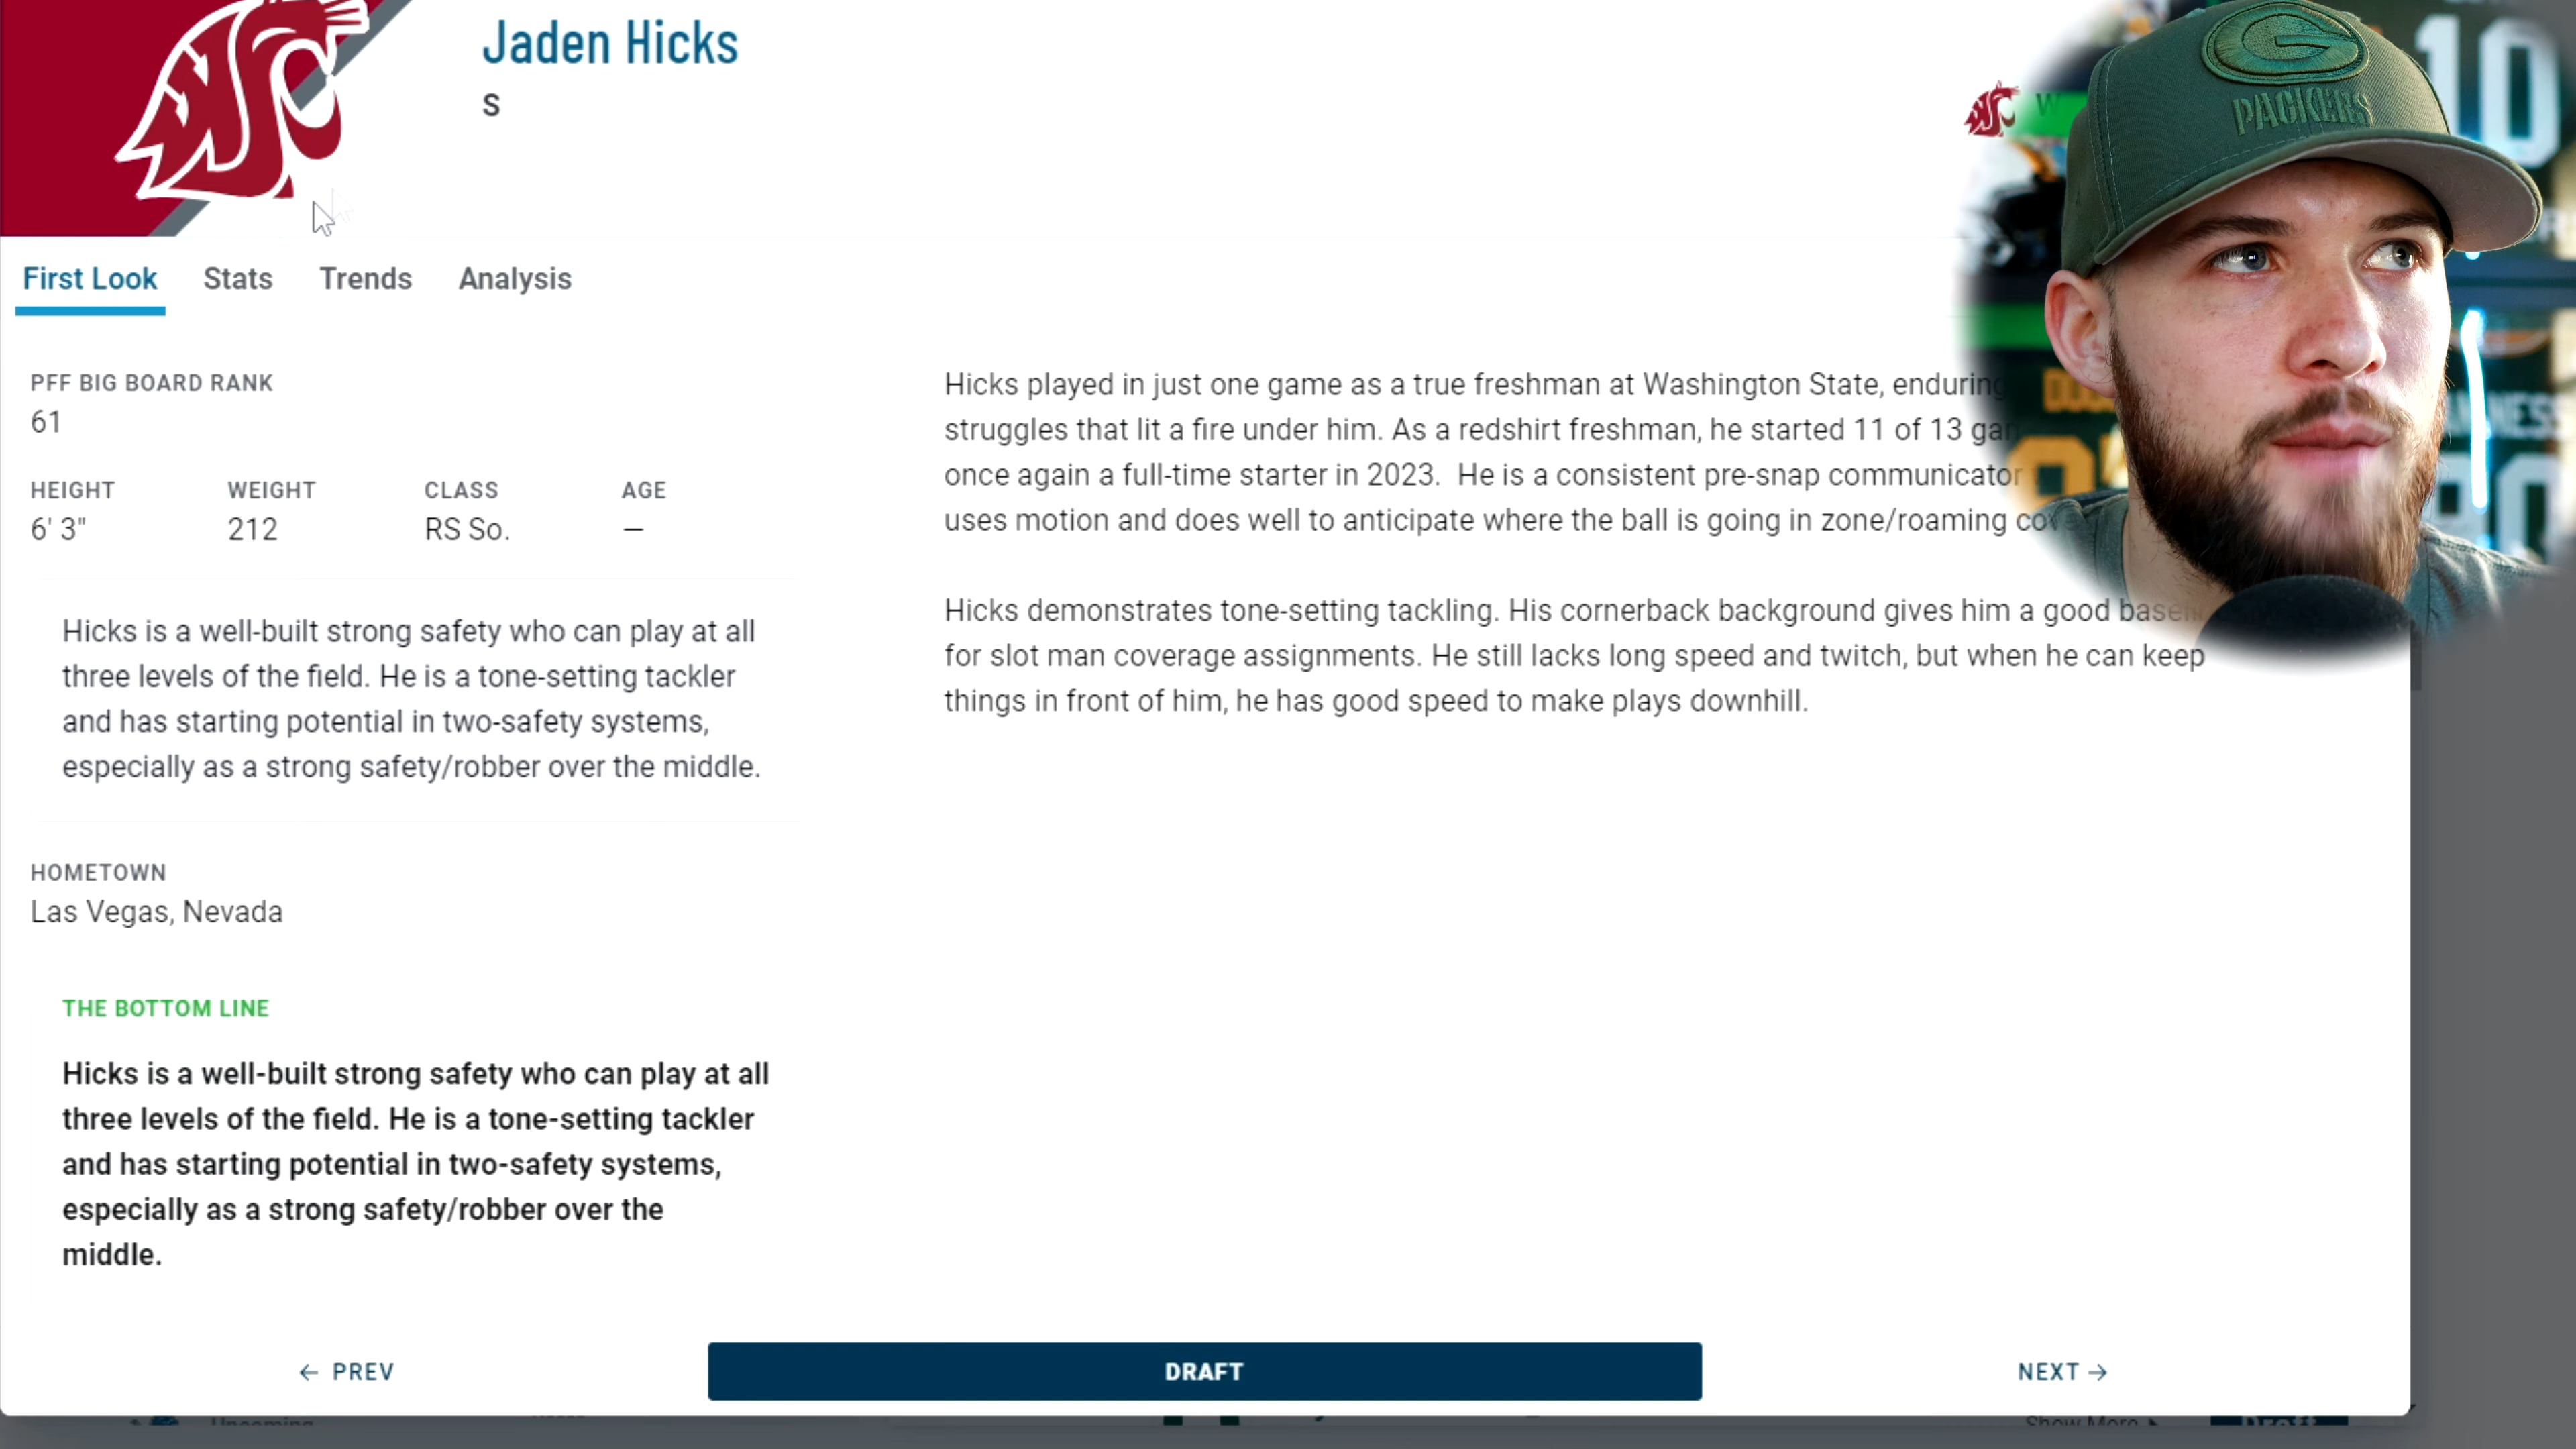 Jaden Hicks
S
PACKERS
10
First Look
Stats
Trends
Analysis
PFF BIG BOARD RANK
61
HEIGHT
WEIGHT
CLASS
AGE
6' 3"
212
RS So.
—
Hicks is a well-built strong safety who can play at all
three levels of the field. He is a tone-setting tackler
and has starting potential in two-safety systems,
especially as a strong safety/robber over the middle.
HOMETOWN
Las Vegas, Nevada
THE BOTTOM LINE
Hicks is a well-built strong safety who can play at all
three levels of the field. He is a tone-setting tackler
and has starting potential in two-safety systems,
especially as a strong safety/robber over the
middle.
Hicks played in just one game as a true freshman at Washington State, enduring
struggles that lit a fire under him. As a redshirt freshman, he started 11 of 13
once again a full-time starter in 2023. He is a consistent pre-snap communicator
uses motion and does well to anticipate where the ball is going in zone/roaming
Hicks demonstrates tone-setting tackling. His cornerback background gives him a good
for slot man coverage assignments. He still lacks long speed and twitch, but when he can keep
things in front of him, he has good speed to make plays downhill.
← PREV
DRAFT
NEXT →